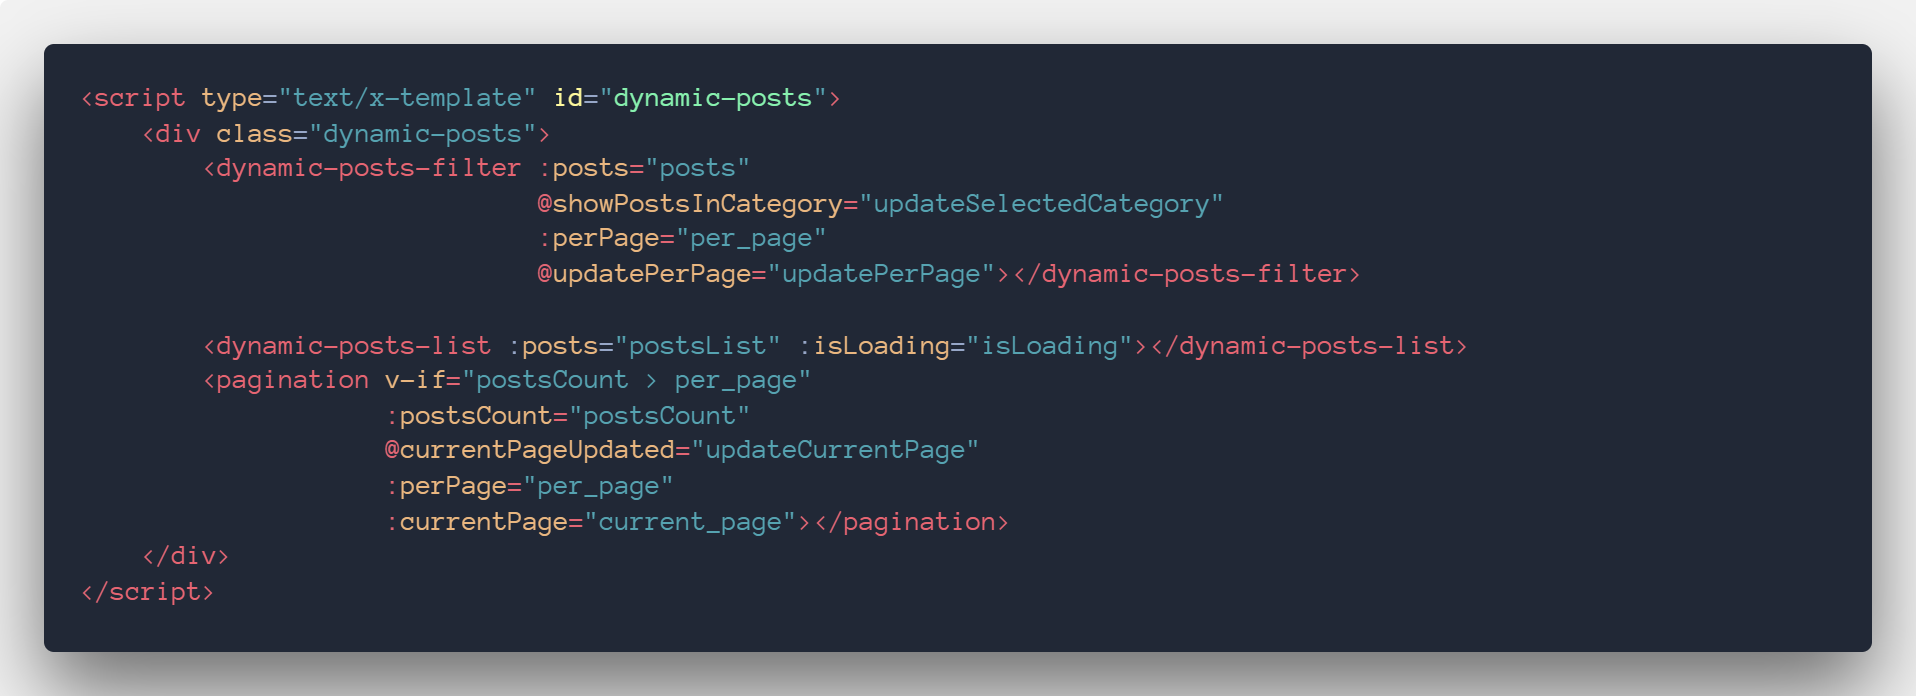 <script type="text/x-template" id="dynamic-posts">
    <div class="dynamic-posts">
        <dynamic-posts-filter :posts="posts"
                              @showPostsInCategory="updateSelectedCategory"
                              :perPage="per_page"
                              @updatePerPage="updatePerPage"></dynamic-posts-filter>

        <dynamic-posts-list :posts="postsList" :isLoading="isLoading"></dynamic-posts-list>
        <pagination v-if="postsCount > per_page"
                    :postsCount="postsCount"
                    @currentPageUpdated="updateCurrentPage"
                    :perPage="per_page"
                    :currentPage="current_page"></pagination>
    </div>
</script>